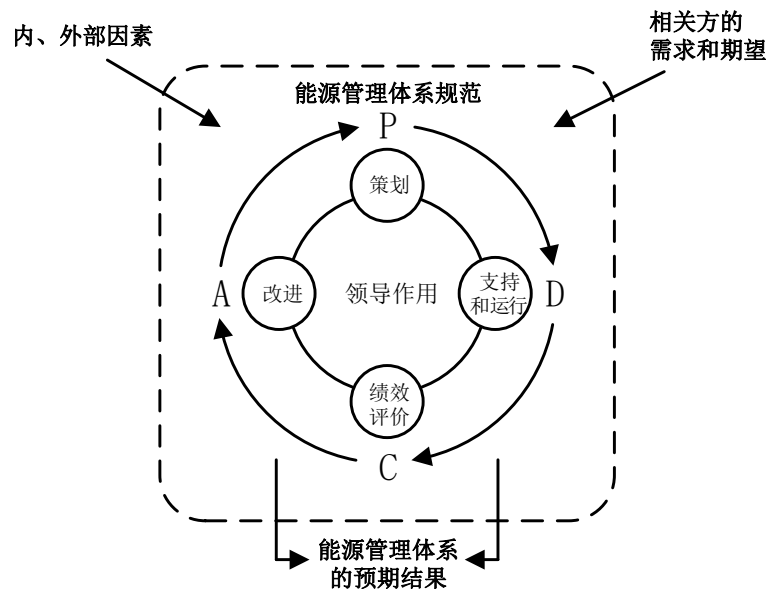 内、外部因素
相关方的
需求和期望
能源管理体系规范
P
策划
A
改进
领导作用
支持
和运行
D
绩效
评价
C
能源管理体系
的预期结果